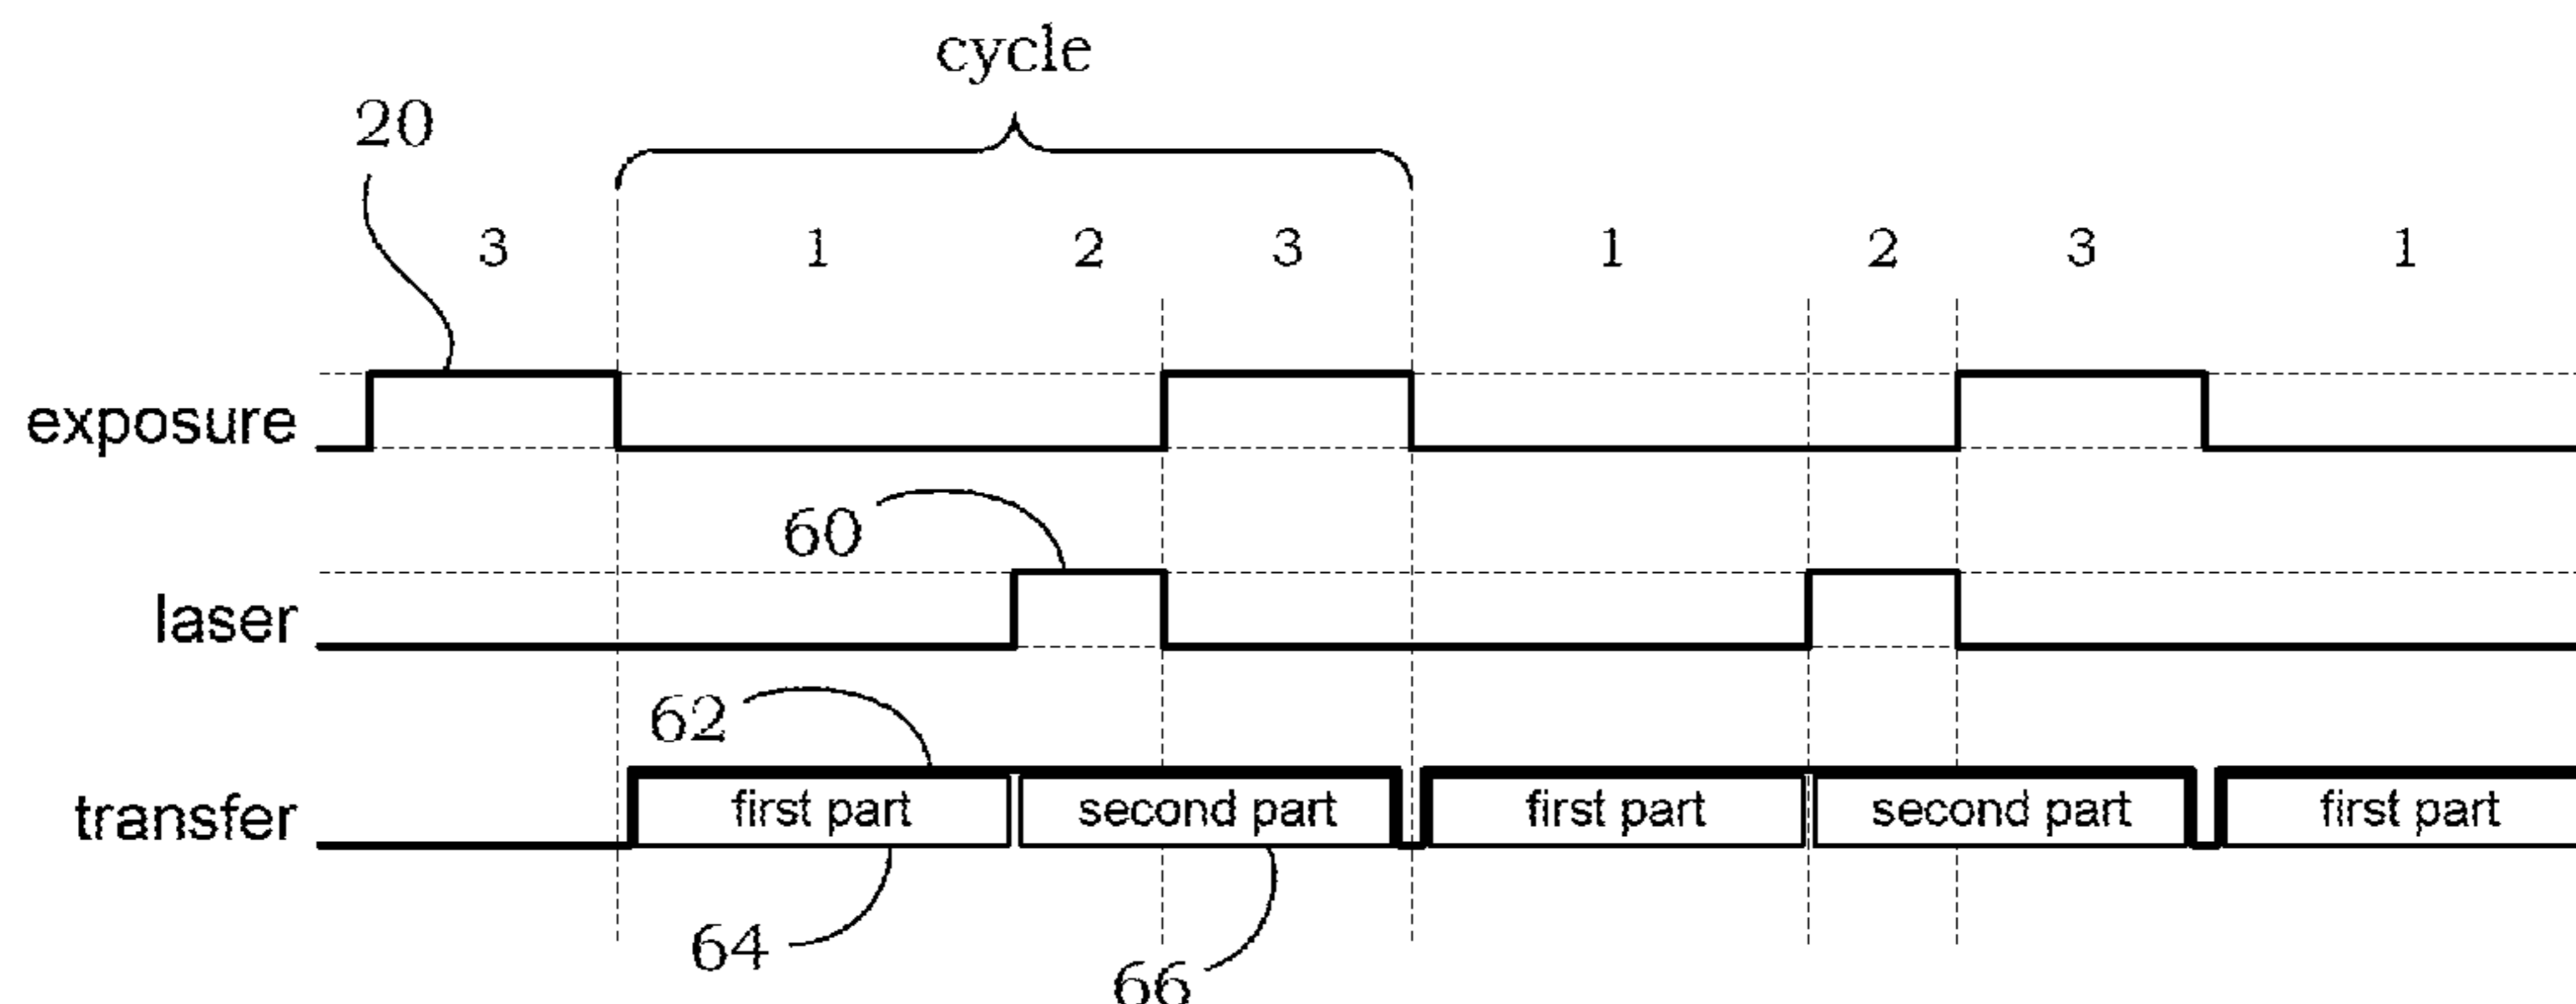 cycle
20
3 1 2 3 1 2 3 1
exposure
60
laser
62
transfer first part second part first part second part first part
64
66